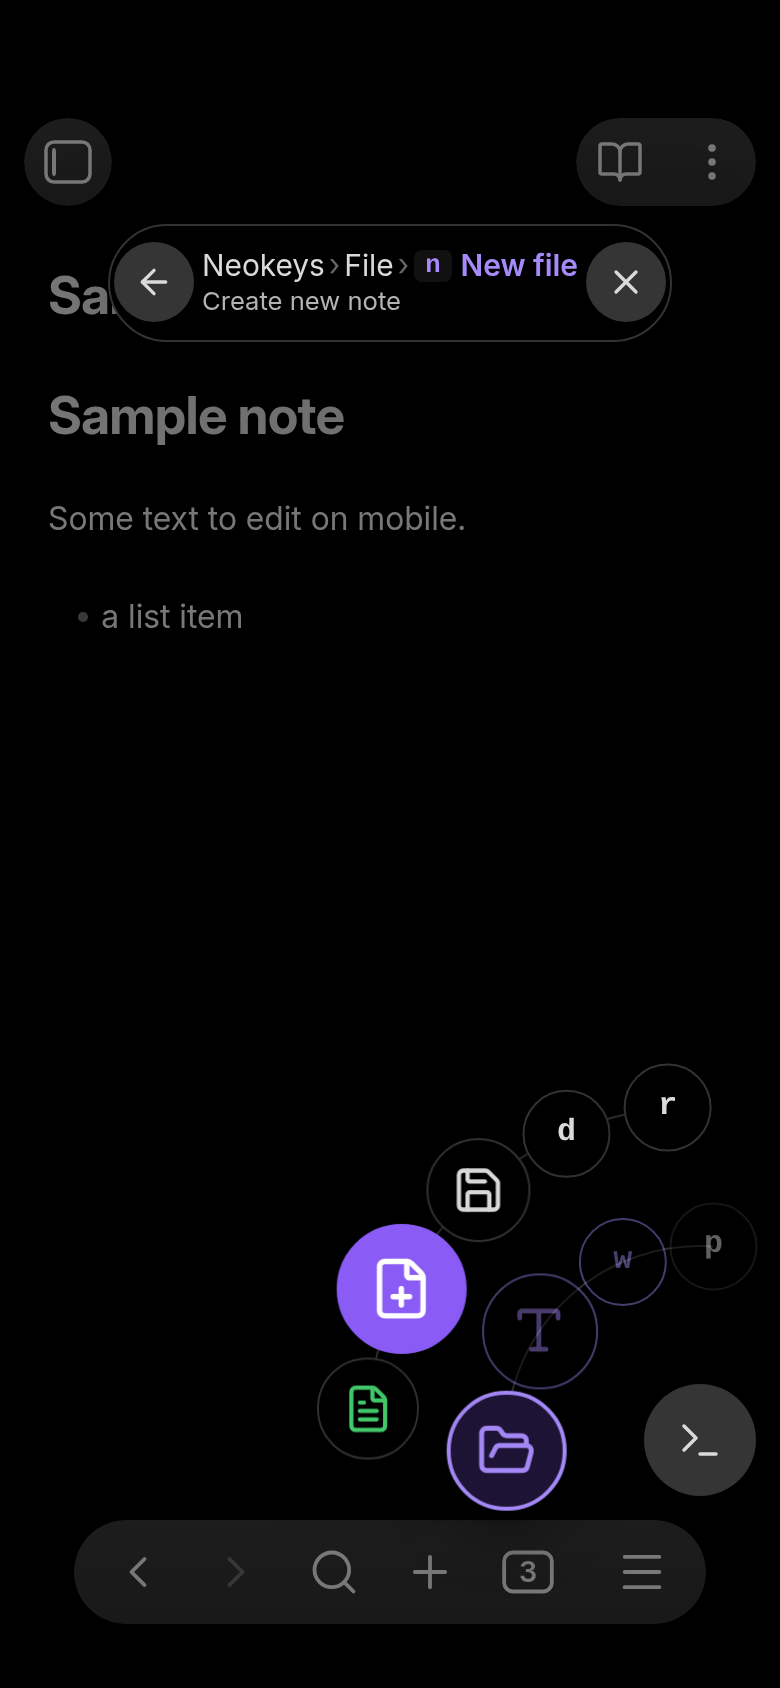 Neokeys › File › n New file
Create new note
Sa
Sample note
Some text to edit on mobile.
• a list item
r
d
p
w
T
3